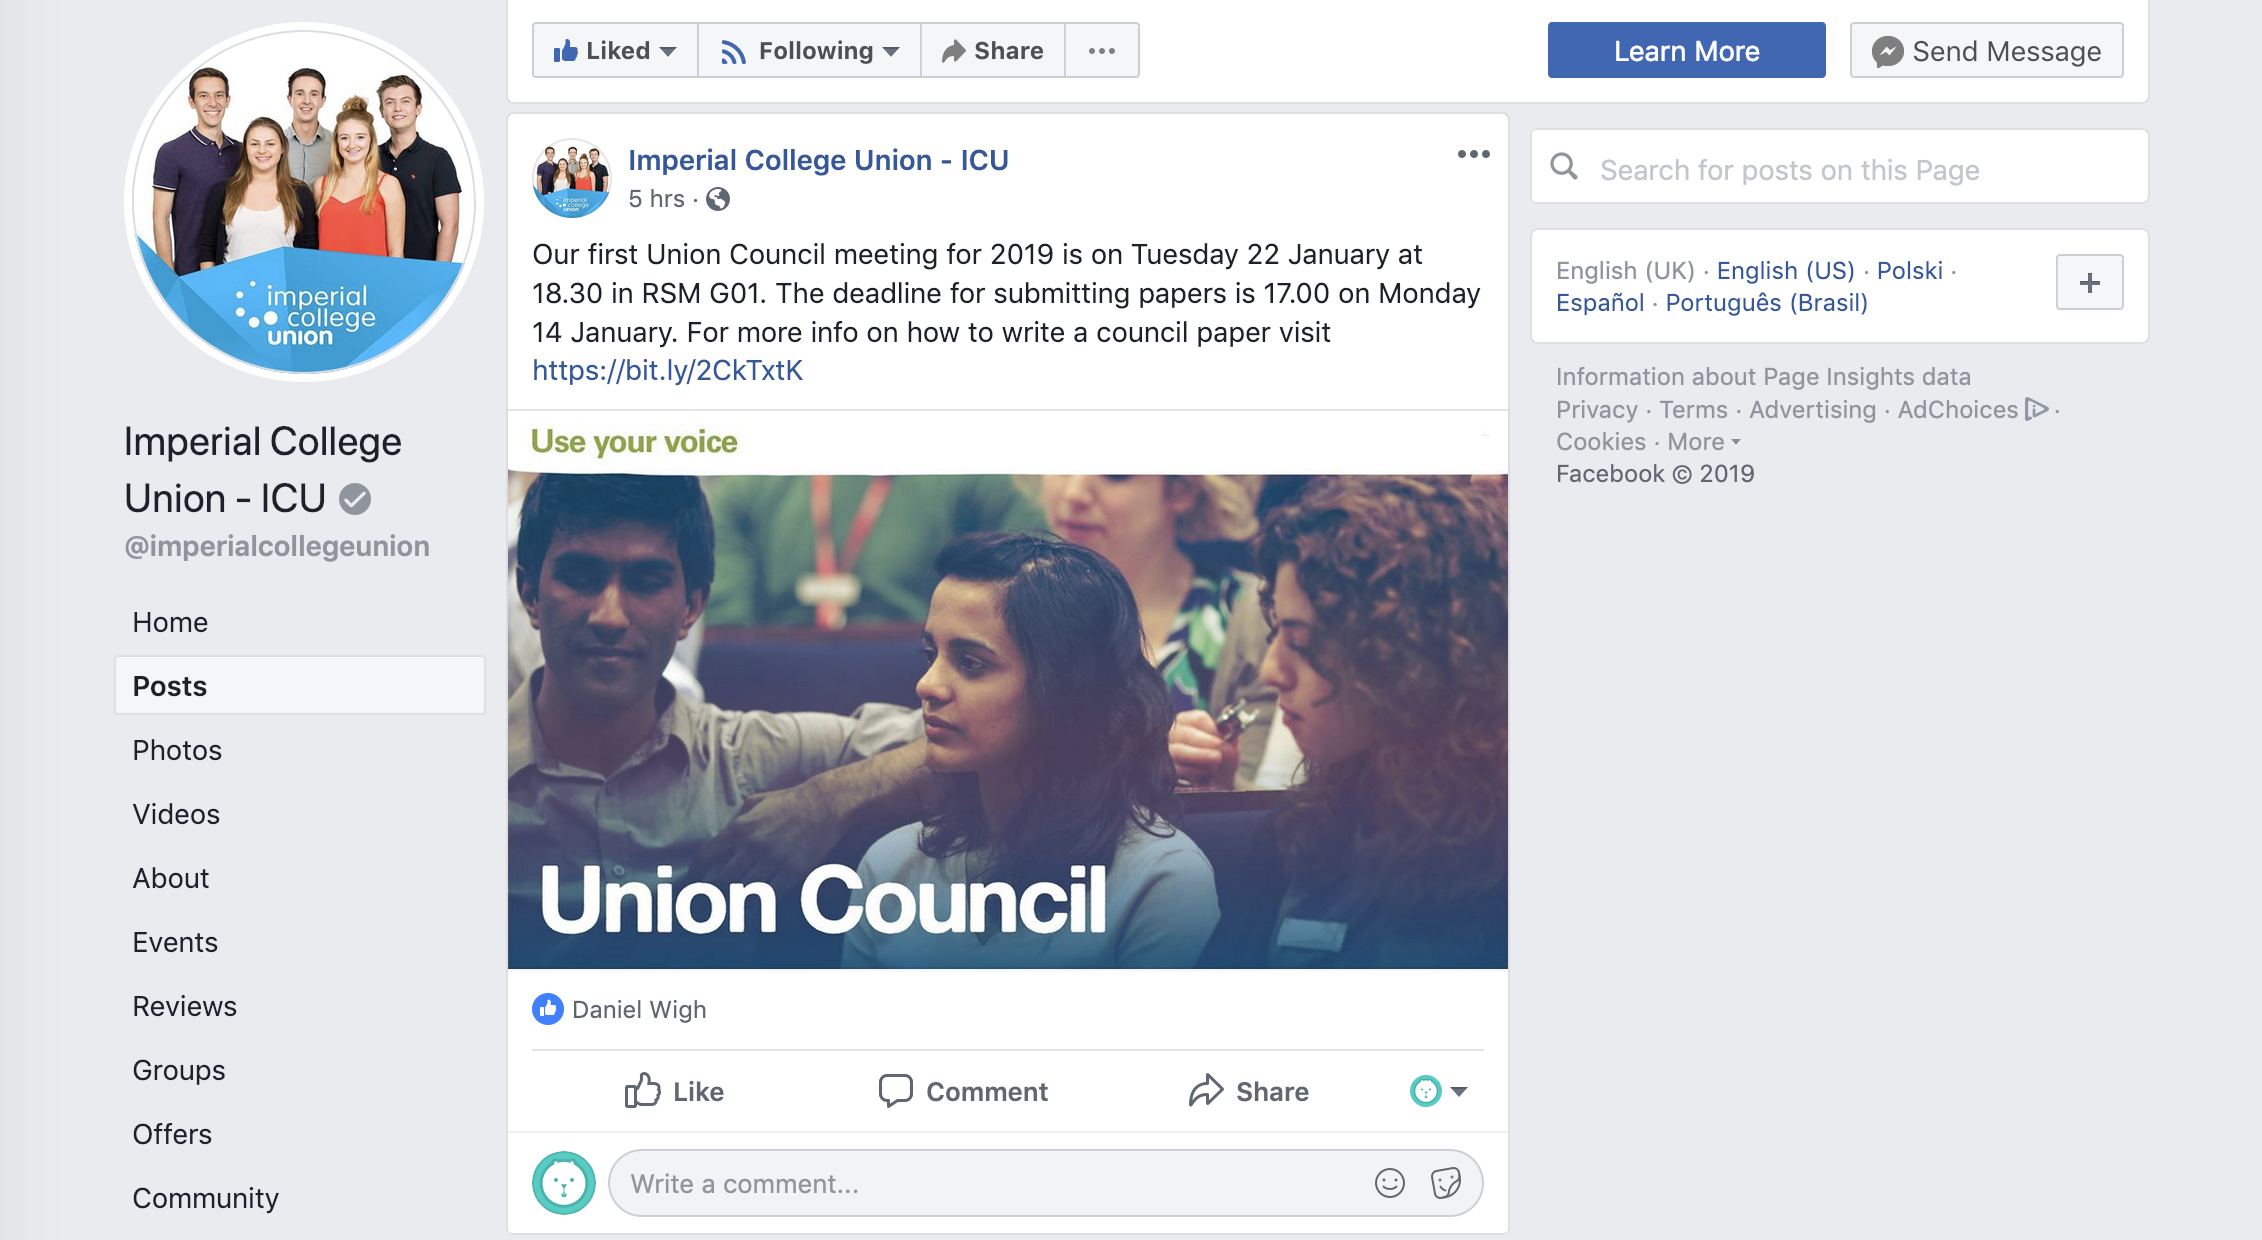 Liked
Following
Share
Learn More
Send Message
imperial
college
union
Imperial College
Union - ICU
@imperialcollegeunion
Home
Posts
Photos
Videos
About
Events
Reviews
Groups
Offers
Community
imperial
college
union
Imperial College Union - ICU
5 hrs ·
Our first Union Council meeting for 2019 is on Tuesday 22 January at
18.30 in RSM G01. The deadline for submitting papers is 17.00 on Monday
14 January. For more info on how to write a council paper visit
https://bit.ly/2CkTxtK
Use your voice
Union Council
Daniel Wigh
Like
Comment
Share
Write a comment...
Search for posts on this Page
English (UK) · English (US) · Polski ·
Español · Português (Brasil)
Information about Page Insights data
Privacy · Terms · Advertising · AdChoices ·
Cookies · More
Facebook © 2019